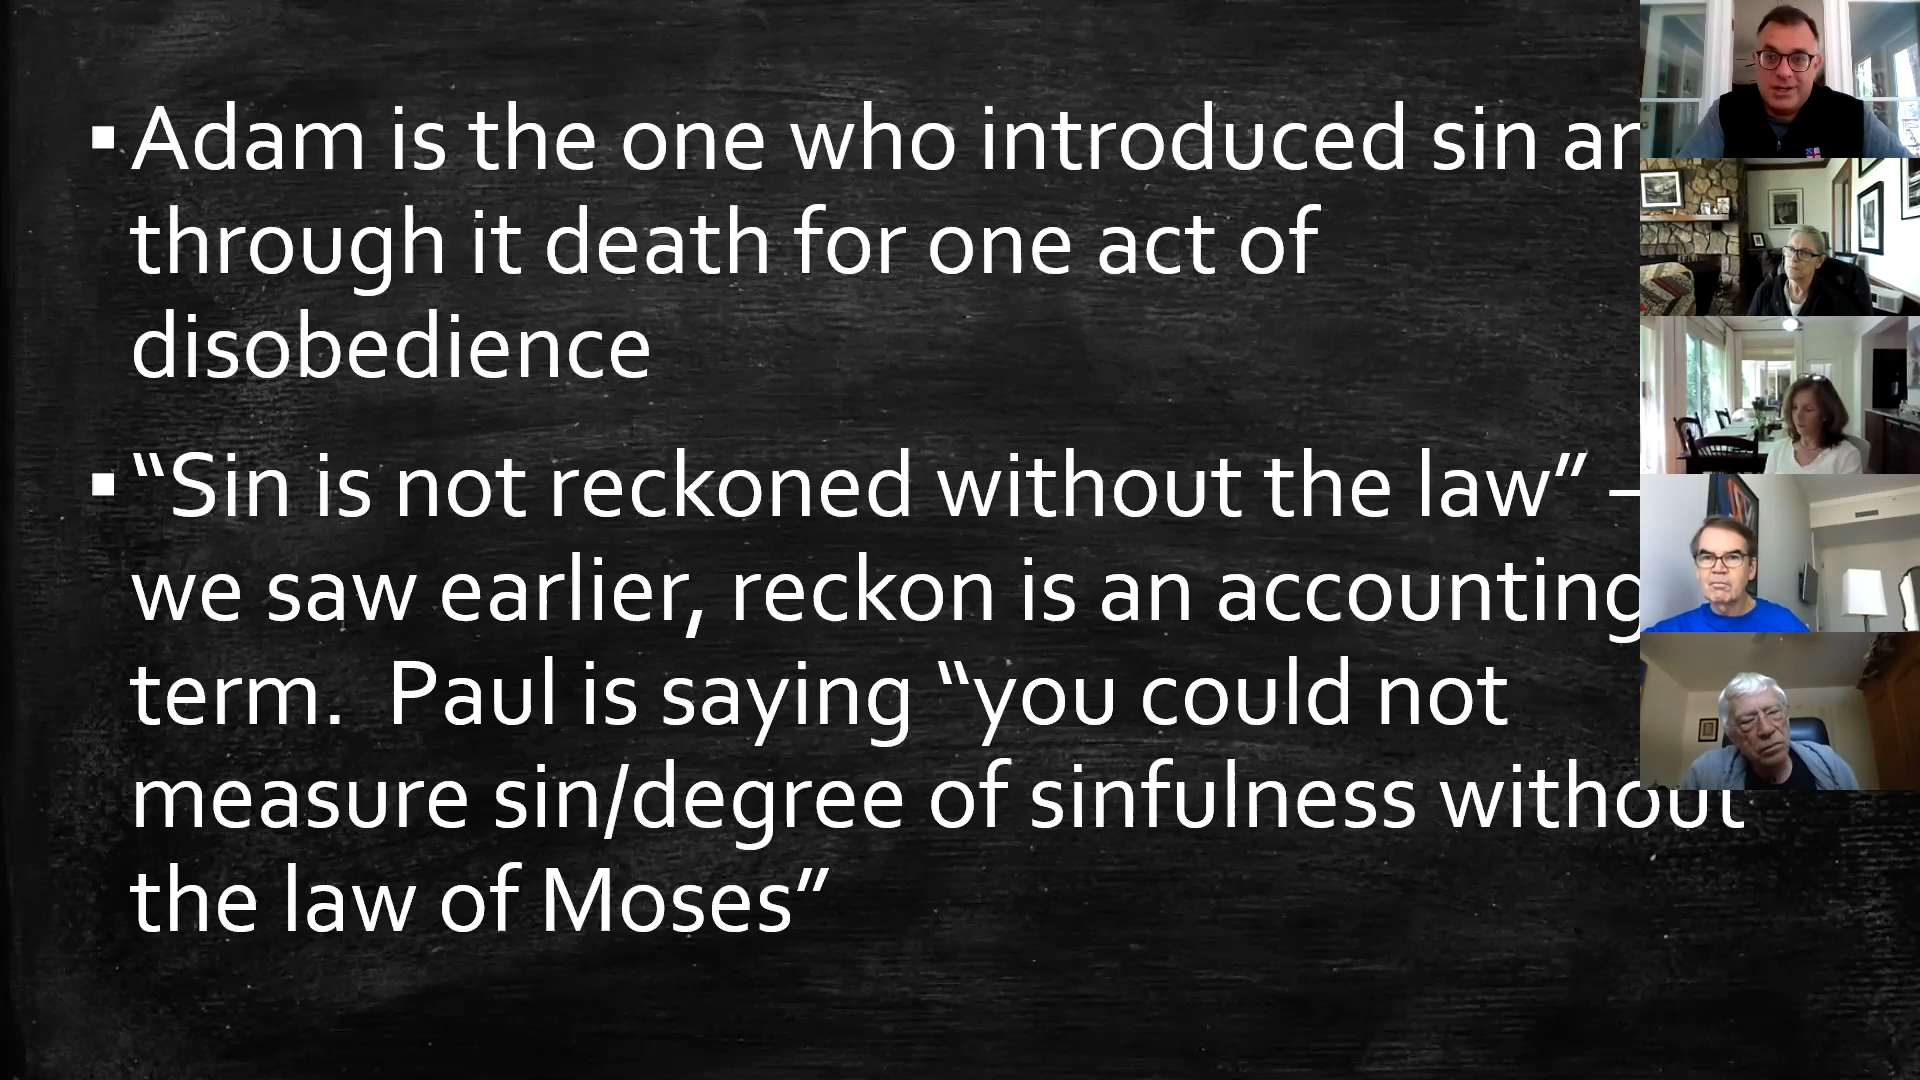 ▪ Adam is the one who introduced sin
through it death for one act of
disobedience
▪ “Sin is not reckoned without the law” –
we saw earlier, reckon is an accounting
term.  Paul is saying “you could not
measure sin/degree of sinfulness without
the law of Moses”